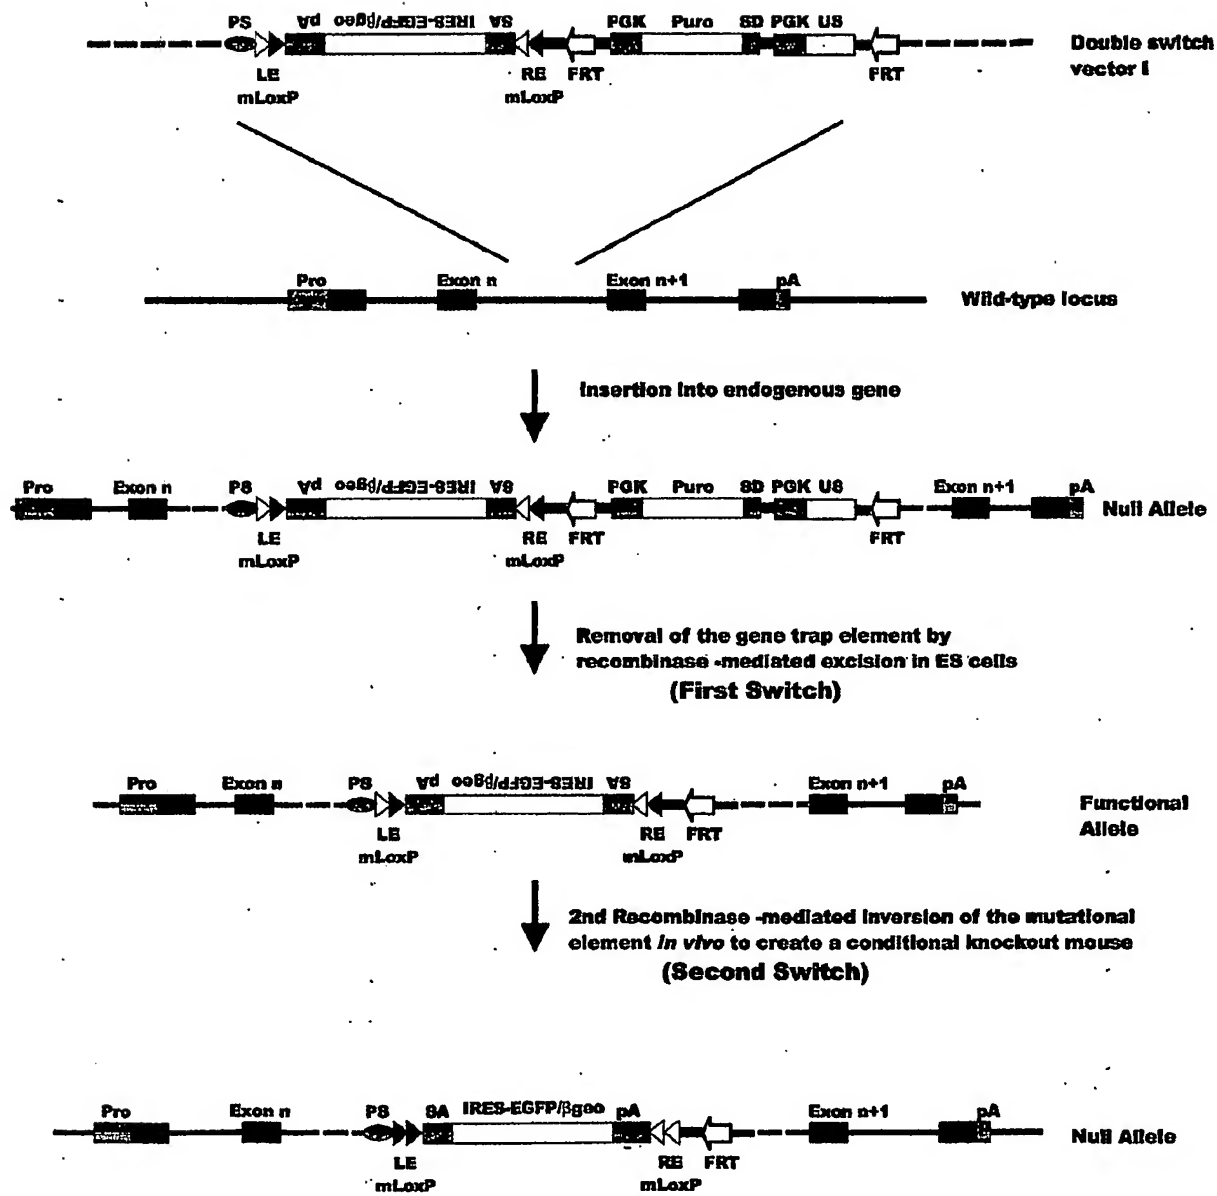 PS pA IRES-EGFP/βgeo SA PGK Puro SD PGK US
LE RE FRT FRT
mLoxP mLoxP
Double switch
vector I
Pro Exon n Exon n+1 pA
Wild-type locus
Insertion into endogenous gene
Pro Exon n PS pA IRES-EGFP/βgeo SA PGK Puro SD PGK US Exon n+1 pA
Null Allele
LE RE FRT FRT
mLoxP mLoxP
Removal of the gene trap element by
recombinase -mediated excision in ES cells
(First Switch)
Pro Exon n PS pA IRES-EGFP/βgeo SA Exon n+1 pA
Functional
Allele
LE RE FRT
mLoxP mLoxP
2nd Recombinase -mediated inversion of the mutational
element in vivo to create a conditional knockout mouse
(Second Switch)
Pro Exon n PS SA IRES-EGFP/βgeo pA Exon n+1 pA
Null Allele
LE RE FRT
mLoxP mLoxP